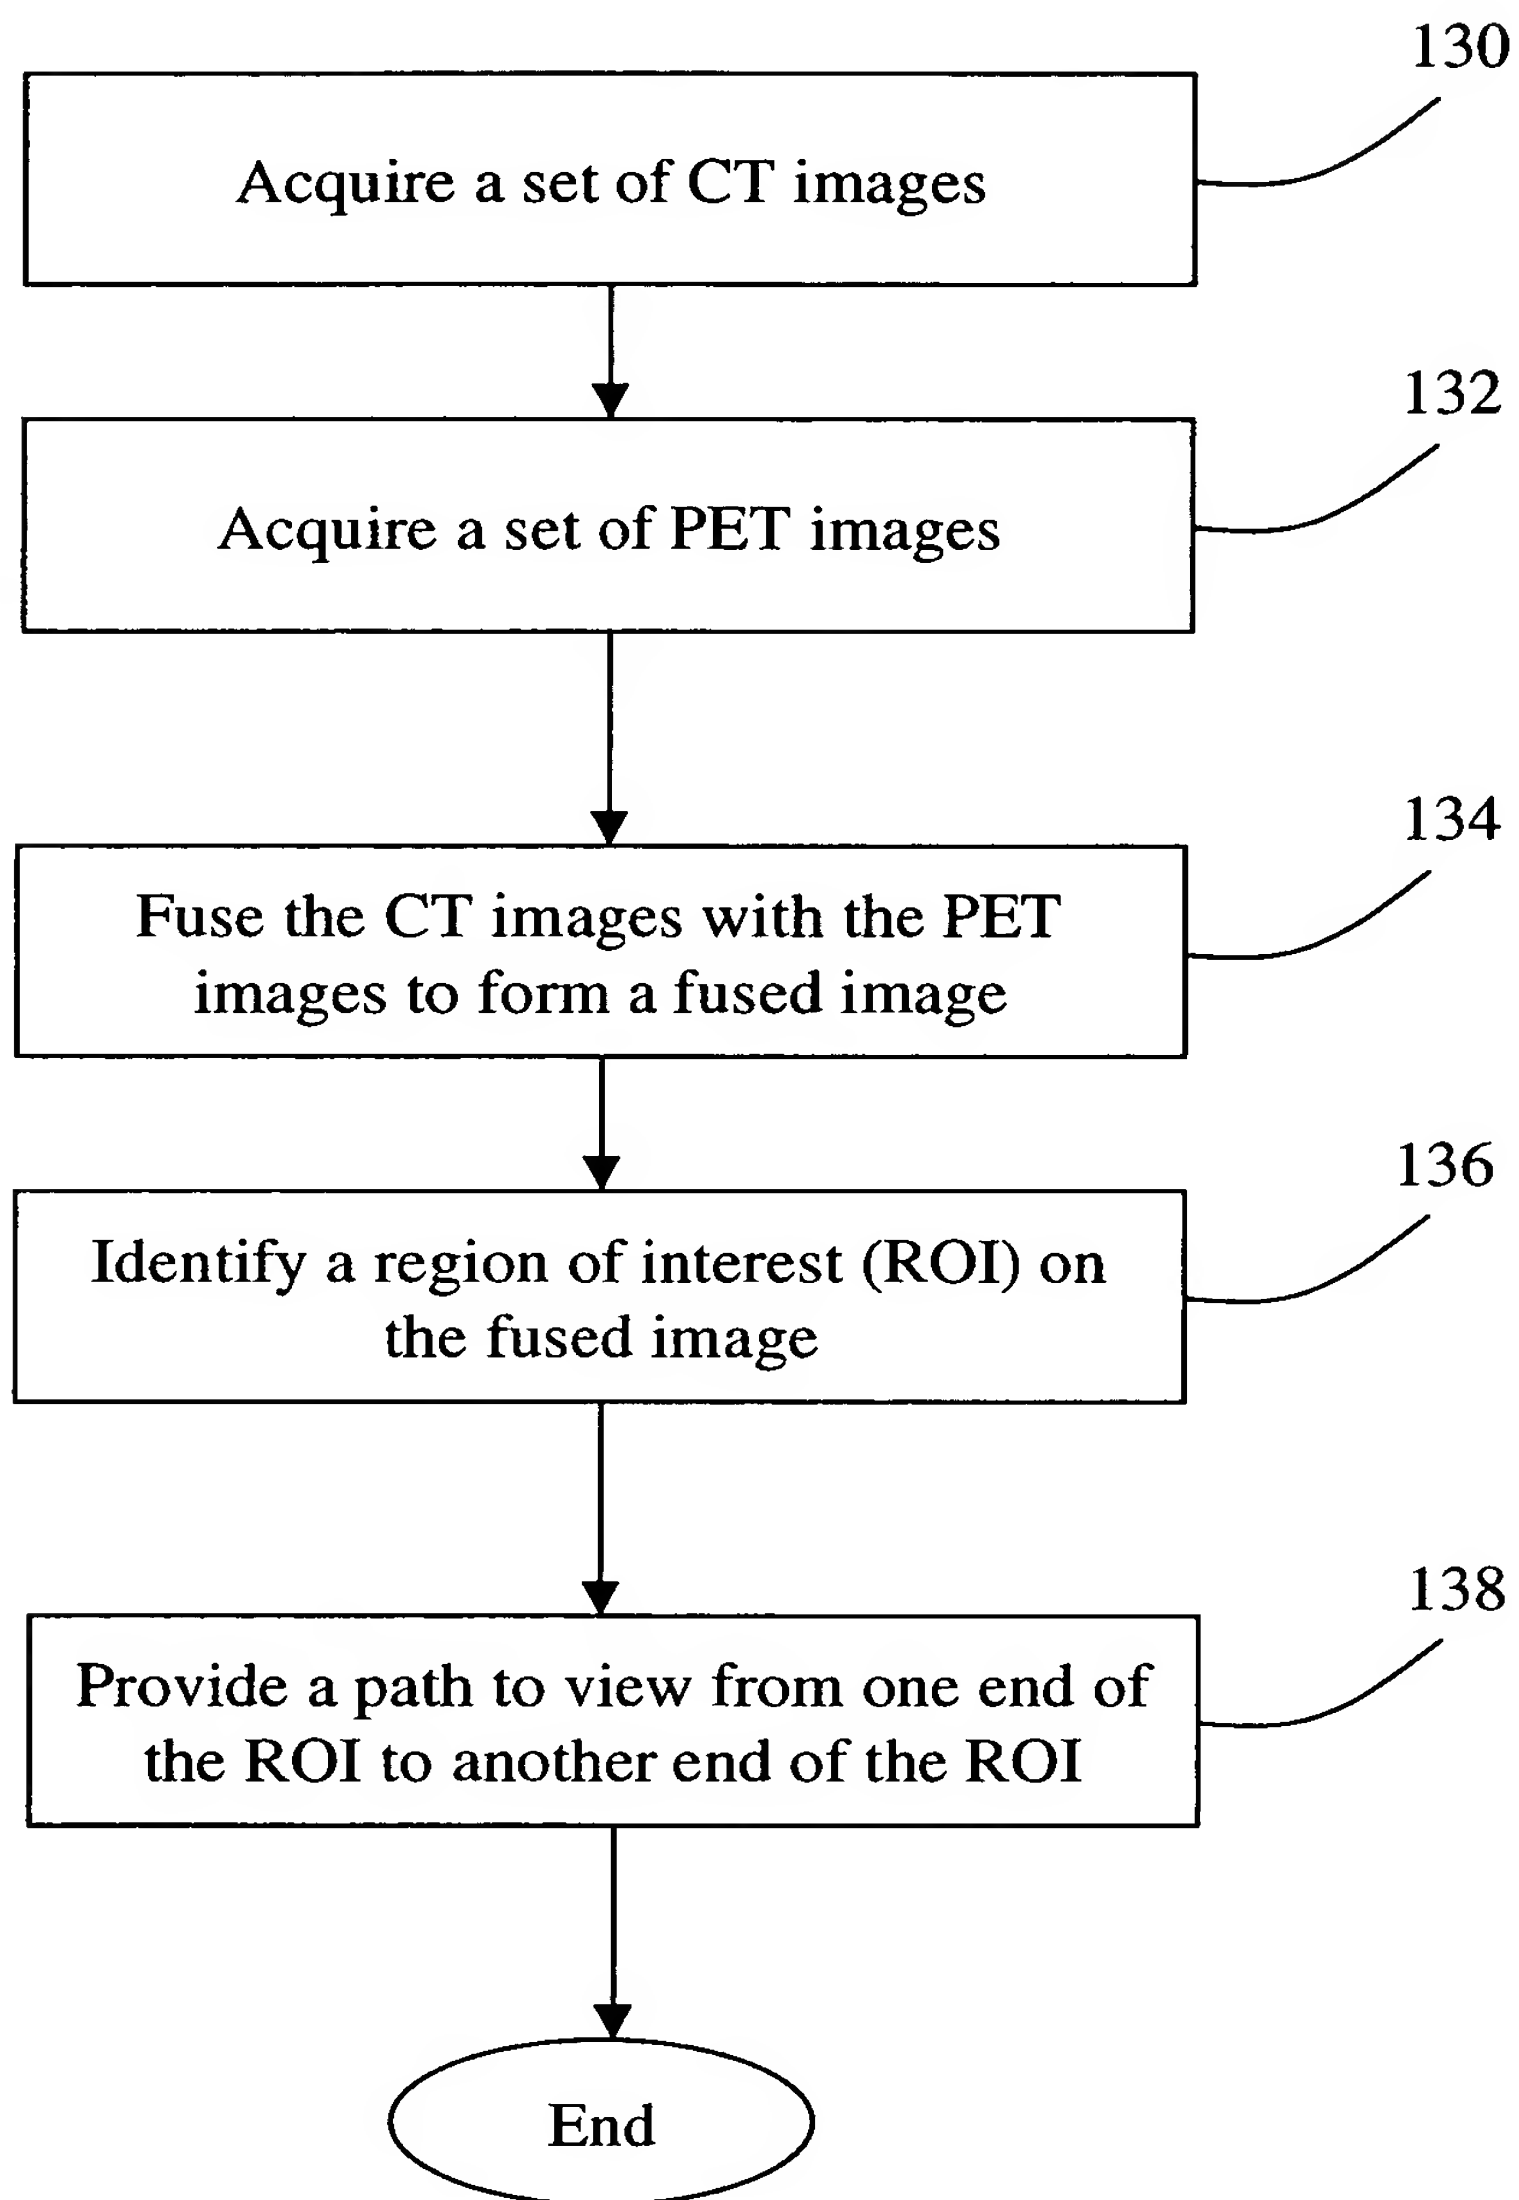 130
Acquire a set of CT images
132
Acquire a set of PET images
134
Fuse the CT images with the PET
images to form a fused image
136
Identify a region of interest (ROI) on
the fused image
138
Provide a path to view from one end of
the ROI to another end of the ROI
End